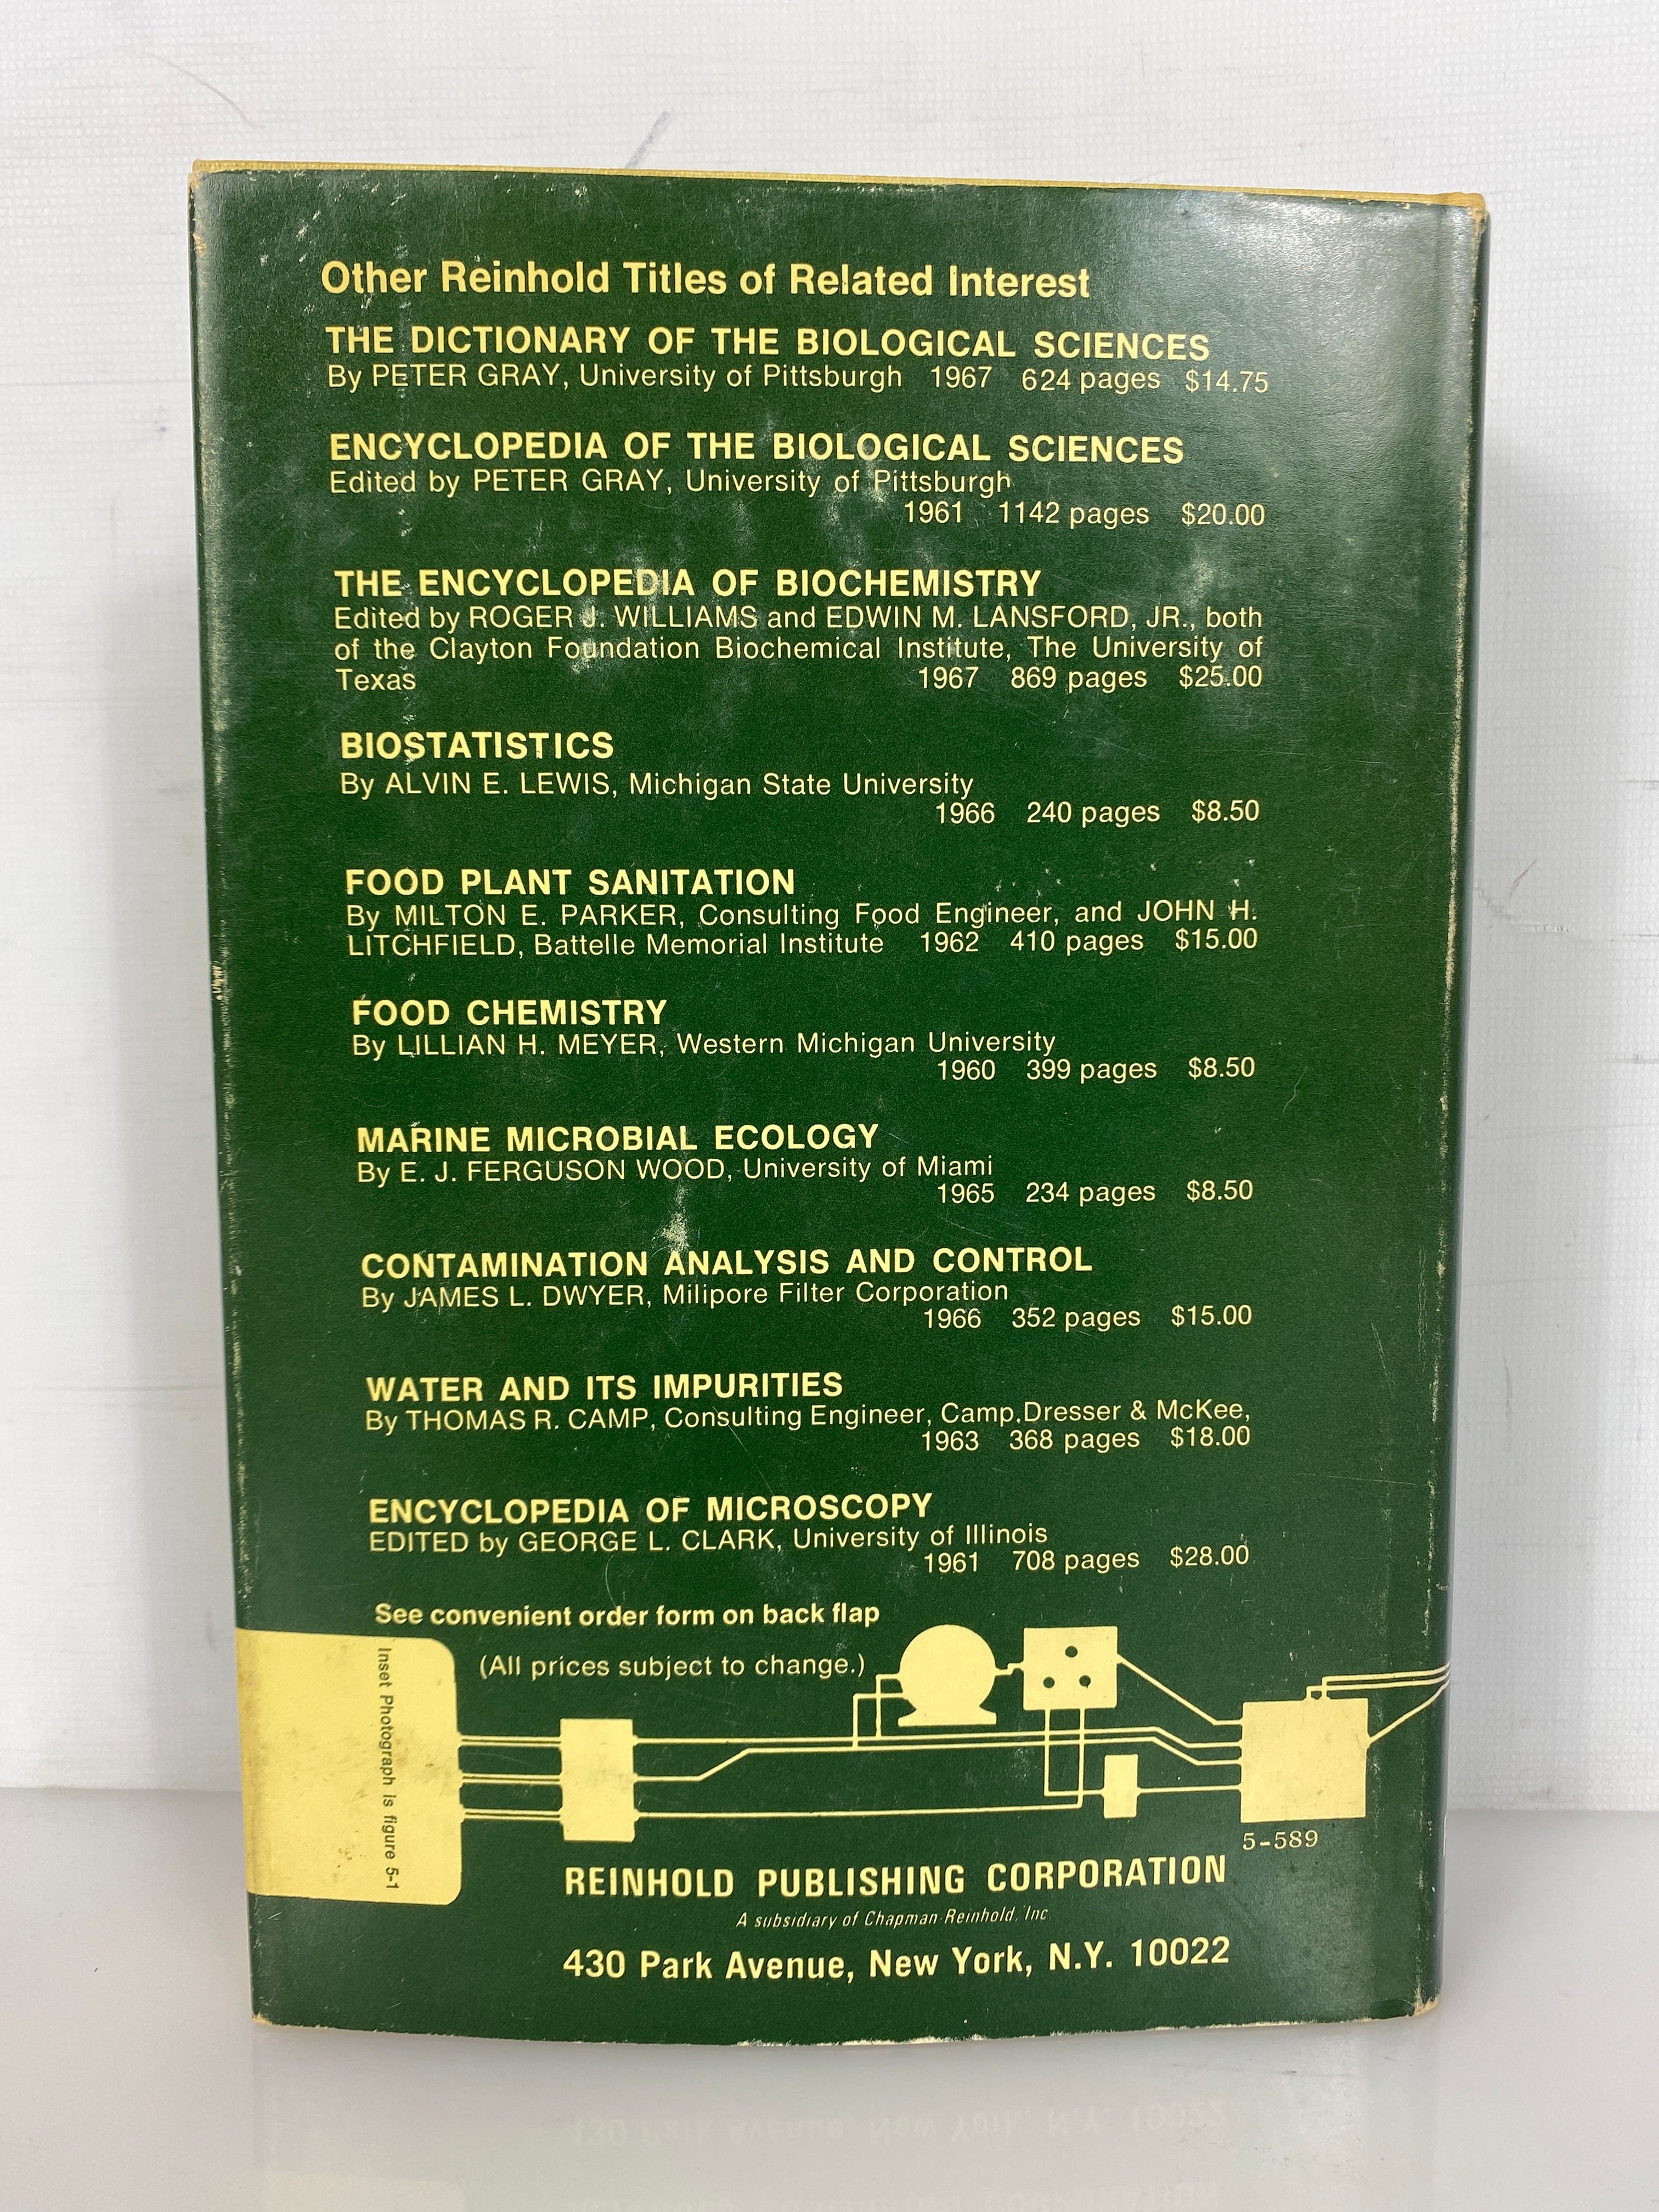 Other Reinhold Titles of Related Interest
THE DICTIONARY OF THE BIOLOGICAL SCIENCES
By PETER GRAY, University of Pittsburgh 1967 624 pages $14.75
ENCYCLOPEDIA OF THE BIOLOGICAL SCIENCES
Edited by PETER GRAY, University of Pittsburgh
1961 1142 pages $20.00
THE ENCYCLOPEDIA OF BIOCHEMISTRY
Edited by ROGER J. WILLIAMS and EDWIN M. LANSFORD, JR., both
of the Clayton Foundation Biochemical Institute, The University of
Texas 1967 869 pages $25.00
BIOSTATISTICS
By ALVIN E. LEWIS, Michigan State University
1966 240 pages $8.50
FOOD PLANT SANITATION
By MILTON E. PARKER, Consulting Food Engineer, and JOHN H.
LITCHFIELD, Battelle Memorial Institute 1962 410 pages $15.00
FOOD CHEMISTRY
By LILLIAN H. MEYER, Western Michigan University
1960 399 pages $8.50
MARINE MICROBIAL ECOLOGY
By E. J. FERGUSON WOOD, University of Miami
1965 234 pages $8.50
CONTAMINATION ANALYSIS AND CONTROL
By JAMES L. DWYER, Milipore Filter Corporation
1966 352 pages $15.00
WATER AND ITS IMPURITIES
By THOMAS R. CAMP, Consulting Engineer, Camp,Dresser & McKee,
1963 368 pages $18.00
ENCYCLOPEDIA OF MICROSCOPY
EDITED by GEORGE L. CLARK, University of Illinois
1961 708 pages $28.00
See convenient order form on back flap
(All prices subject to change.)
Inset Photograph is figure 5-1
5-589
REINHOLD PUBLISHING CORPORATION
A subsidiary of Chapman-Reinhold, Inc
430 Park Avenue, New York, N.Y. 10022